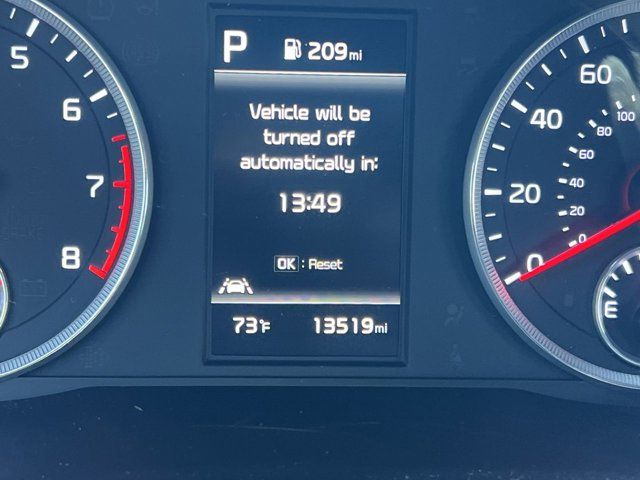 P 209mi
Vehicle will be
turned off
automatically in:
13:49
OK : Reset
73°F 13519mi
5
6
7
8
60
40
20
0
100
80
60
40
20
0
E